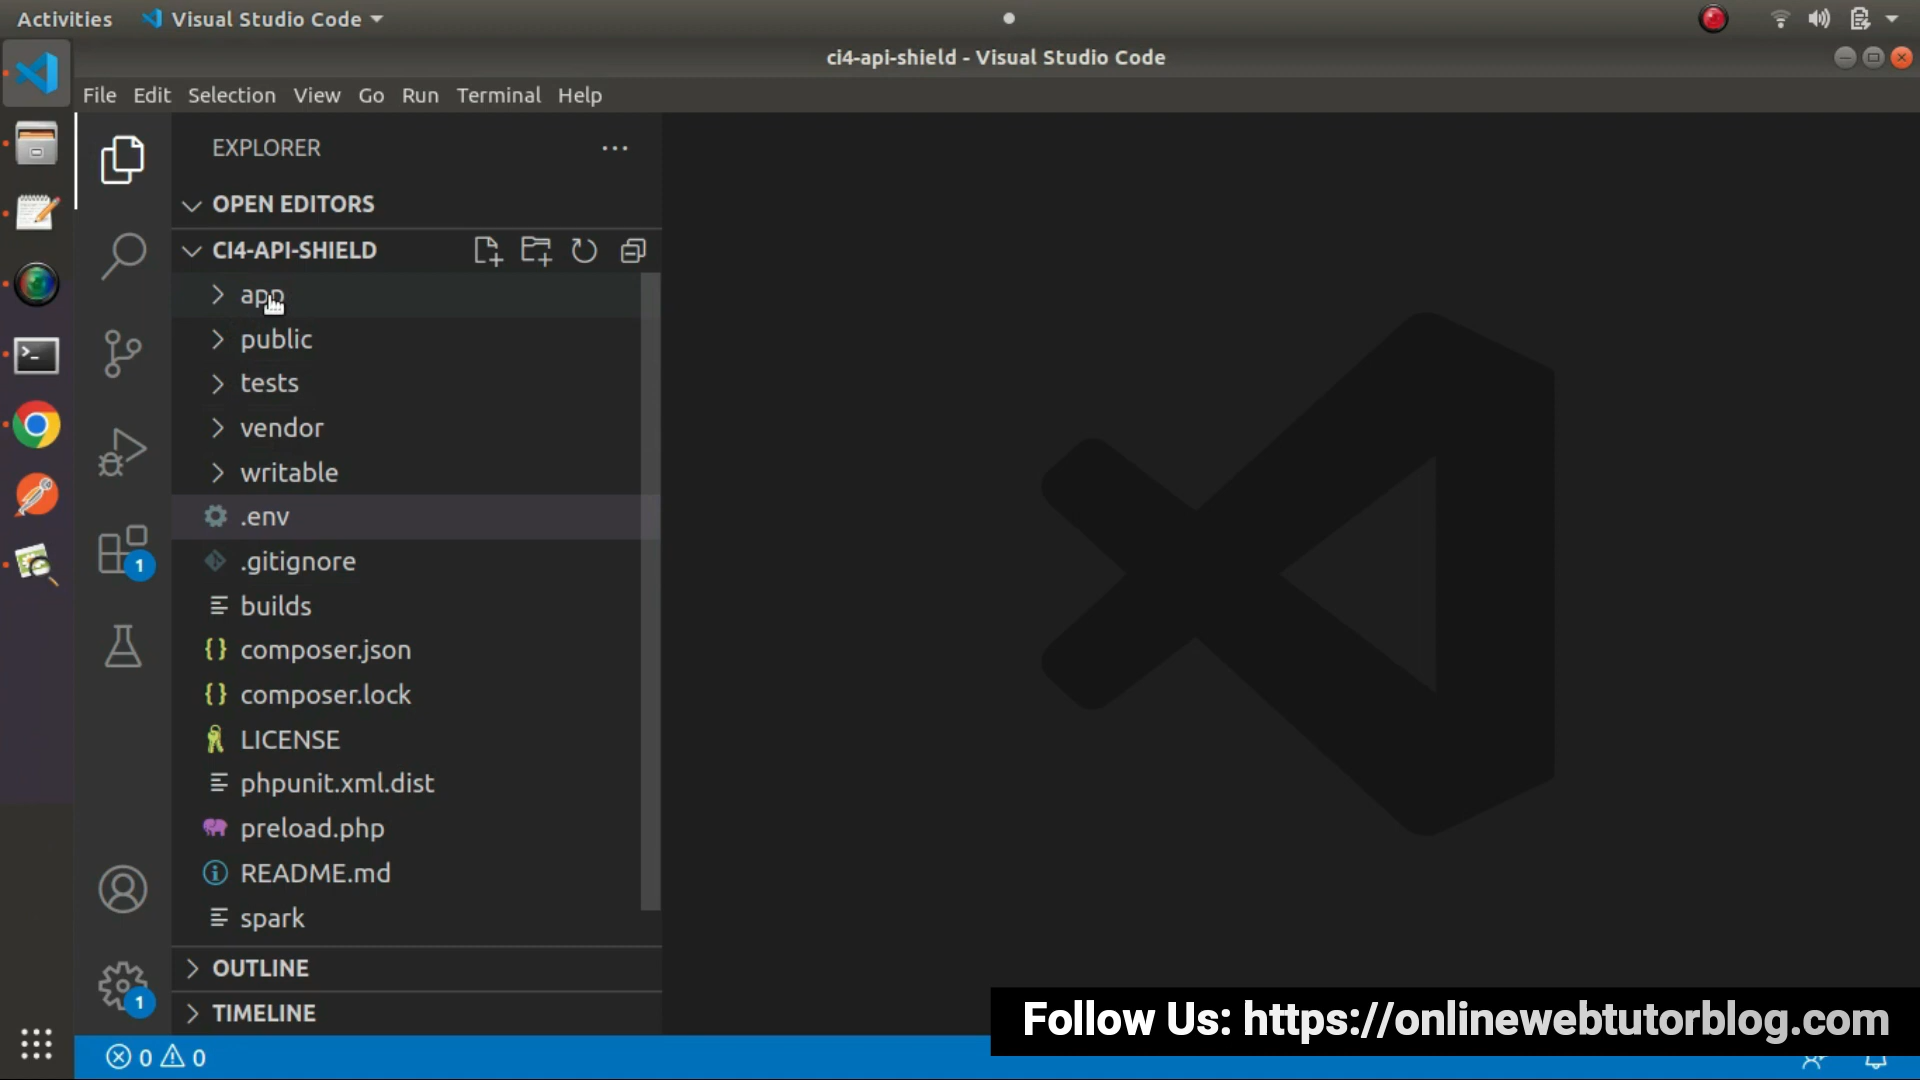 Activities Visual Studio Code
ci4-api-shield - Visual Studio Code
File Edit Selection View Go Run Terminal Help
EXPLORER
OPEN EDITORS
CI4-API-SHIELD
app
public
tests
vendor
writable
.env
.gitignore
builds
composer.json
composer.lock
LICENSE
phpunit.xml.dist
preload.php
README.md
spark
OUTLINE
TIMELINE
1
1
0 0
Follow Us: https://onlinewebtutorblog.com